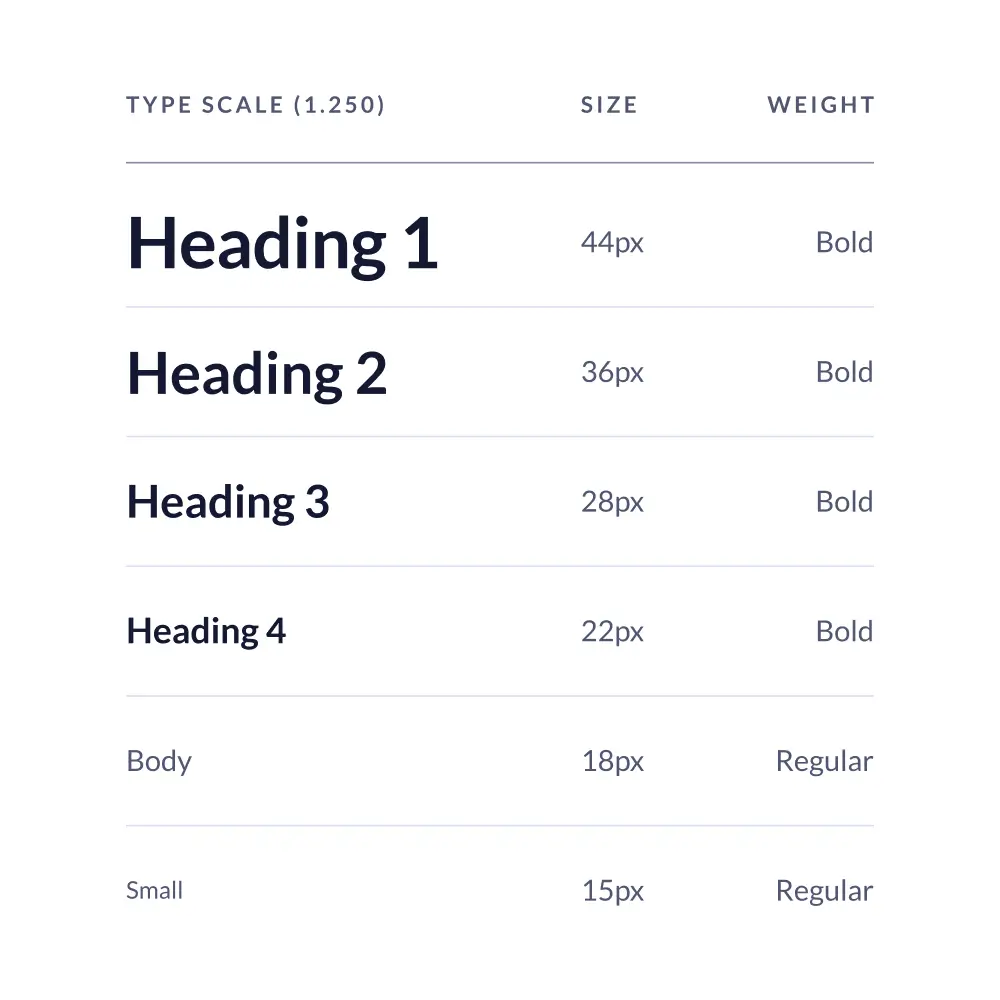 TYPE SCALE (1.250) SIZE WEIGHT
Heading 1 44px Bold
Heading 2 36px Bold
Heading 3 28px Bold
Heading 4 22px Bold
Body 18px Regular
Small 15px Regular